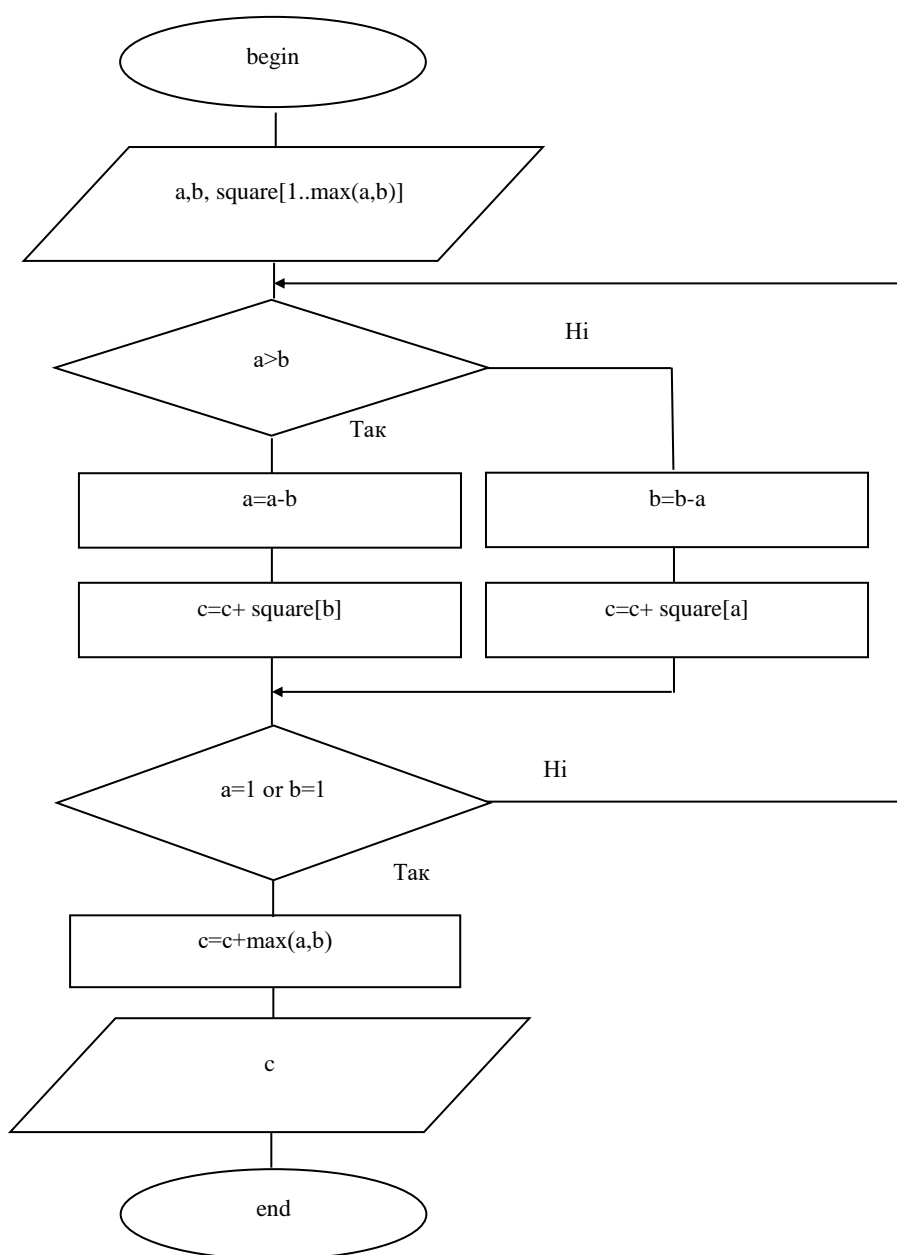 begin
a,b, square[1..max(a,b)]
a>b
Ні
Так
a=a-b
b=b-a
c=c+ square[b]
c=c+ square[a]
a=1 or b=1
Ні
Так
c=c+max(a,b)
c
end